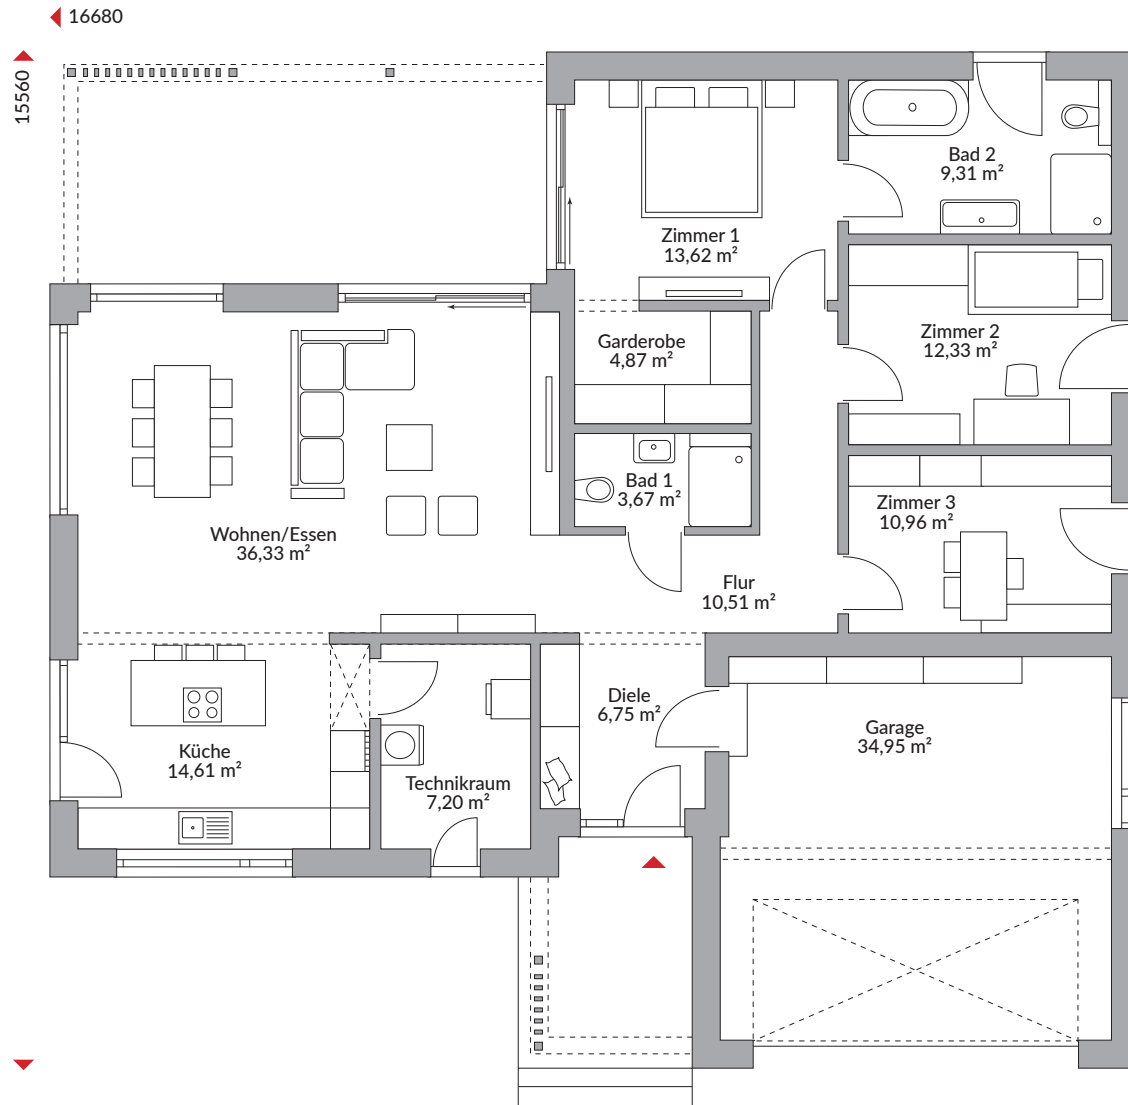 16680
15560
Bad 2
9,31 m²
Zimmer 1
13,62 m²
Zimmer 2
12,33 m²
Garderobe
4,87 m²
Bad 1
3,67 m²
Zimmer 3
10,96 m²
Wohnen/Essen
36,33 m²
Flur
10,51 m²
Diele
6,75 m²
Garage
34,95 m²
Küche
14,61 m²
Technikraum
7,20 m²